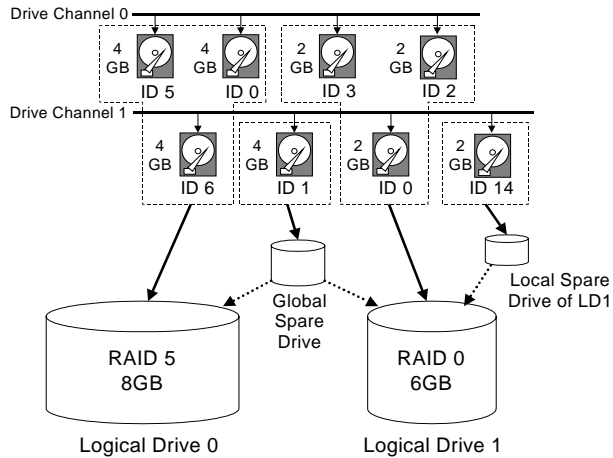 Drive Channel 0
4 GB
4 GB
2 GB
2 GB
ID 5
ID 0
ID 3
ID 2
Drive Channel 1
4 GB
4 GB
2 GB
2 GB
ID 6
ID 1
ID 0
ID 14
Global
Spare
Drive
Local Spare
Drive of LD1
RAID 5
8GB
RAID 0
6GB
Logical Drive 0
Logical Drive 1